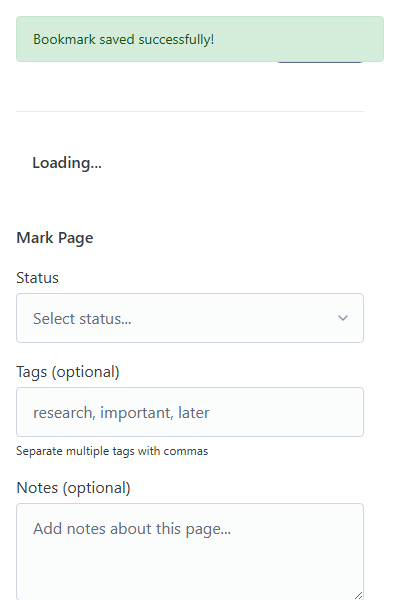 Bookmark saved successfully!
Loading...
Mark Page
Status
Select status...
Tags (optional)
research, important, later
Separate multiple tags with commas
Notes (optional)
Add notes about this page...